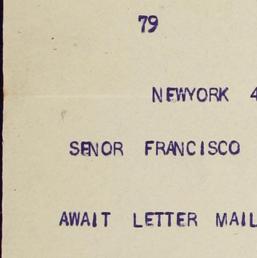 79
NEWYORK 4
SENOR FRANCISCO
AWAIT LETTER MAIL